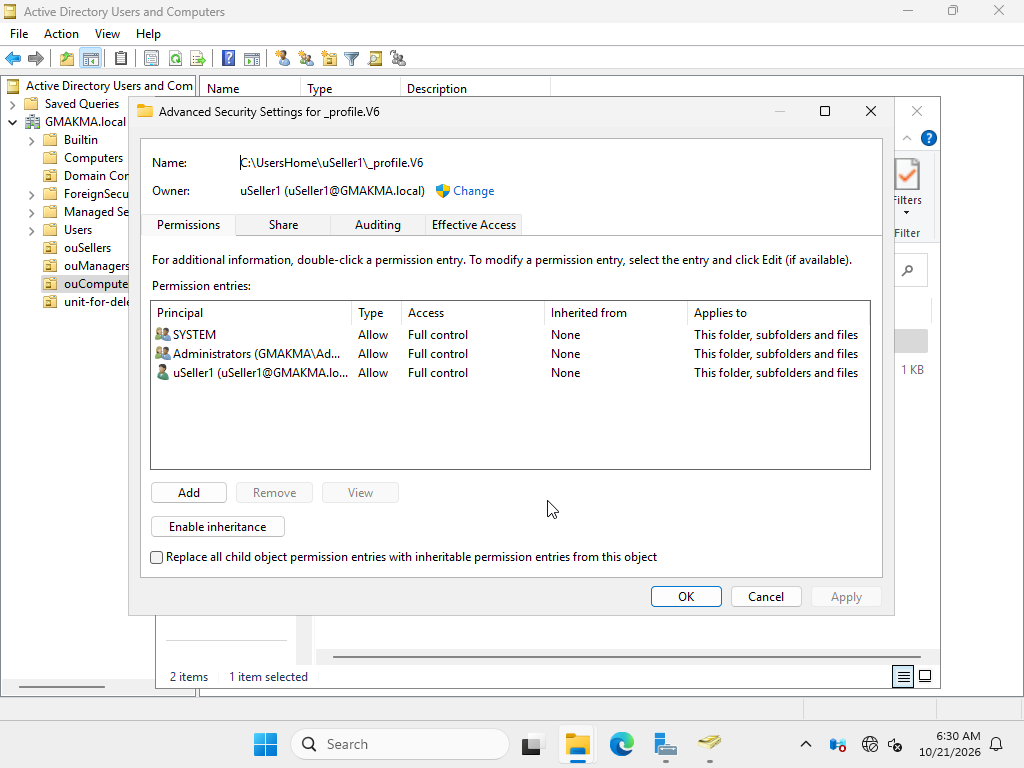 Active Directory Users and Computers
File Action View Help
Active Directory Users and Com
Name Type Description
Saved Queries
GMAKMA.local
Builtin
Computers
Domain Cor
ForeignSecu
Managed Se
Users
ouSellers
ouManagers
ouCompute
unit-for-dele
Advanced Security Settings for _profile.V6
Name: C:\UsersHome\uSeller1\_profile.V6
Owner: uSeller1 (uSeller1@GMAKMA.local) Change
Permissions Share Auditing Effective Access
For additional information, double-click a permission entry. To modify a permission entry, select the entry and click Edit (if available).
Permission entries:
Principal Type Access Inherited from Applies to
SYSTEM Allow Full control None This folder, subfolders and files
Administrators (GMAKMA\Ad... Allow Full control None This folder, subfolders and files
uSeller1 (uSeller1@GMAKMA.lo... Allow Full control None This folder, subfolders and files
Add Remove View
Enable inheritance
Replace all child object permission entries with inheritable permission entries from this object
OK Cancel Apply
Filters
Filter
1 KB
2 items 1 item selected
Search
6:30 AM
10/21/2026